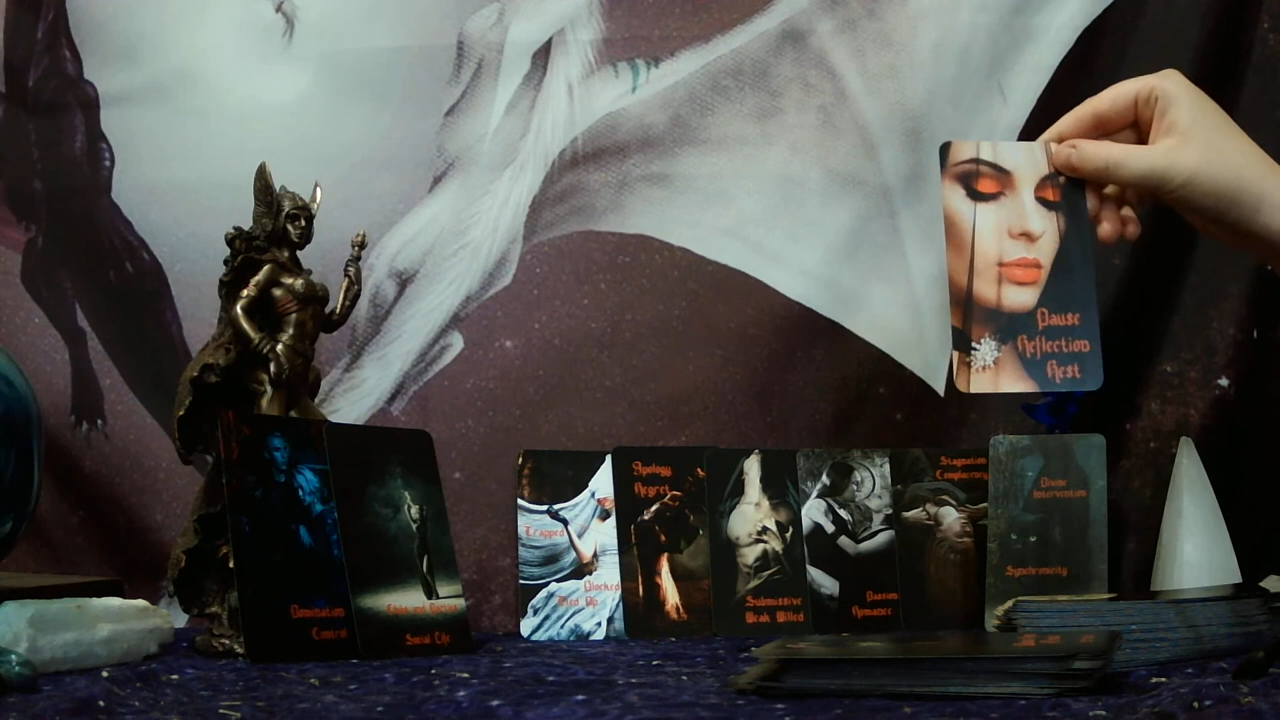 Pause
Reflection
Rest
Domination
Control
Social Life
Trapped
Blocked
Tied Up
Apology
Regret
Submissive
Weak Willed
Passion
Romance
Stagnation
Complacency
Divine
Intervention
Synchronicity